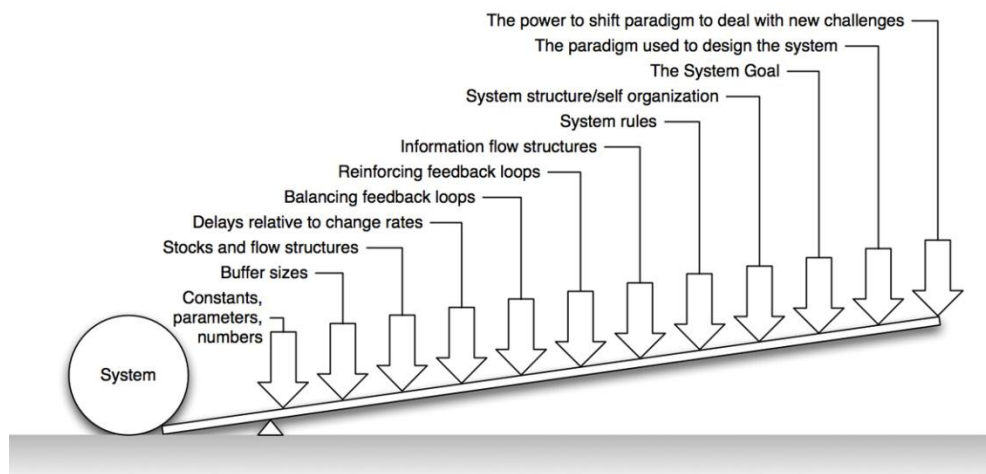 The power to shift paradigm to deal with new challenges
The paradigm used to design the system
The System Goal
System structure/self organization
System rules
Information flow structures
Reinforcing feedback loops
Balancing feedback loops
Delays relative to change rates
Stocks and flow structures
Buffer sizes
Constants,
parameters,
numbers
System